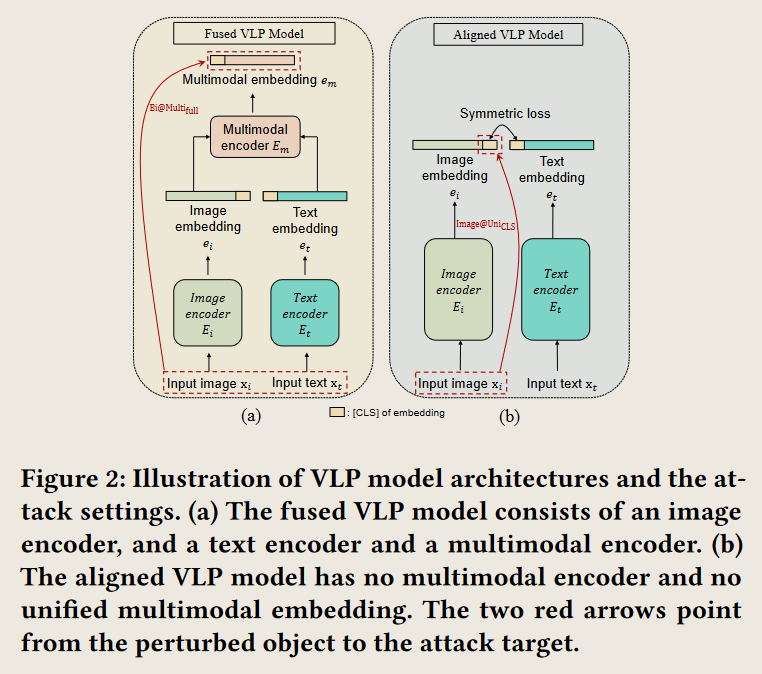 Fused VLP Model
Multimodal embedding e_m
Bi@Multi_full
Multimodal
encoder E_m
Image
embedding
e_i
Text
embedding
e_t
Image
encoder
E_i
Text
encoder
E_t
Input image x_i
Input text x_t
(a)
Aligned VLP Model
Symmetric loss
Image
embedding
e_i
Text
embedding
e_t
Image@Uni_CLS
Image
encoder
E_i
Text
encoder
E_t
Input image x_i
Input text x_t
(b)
: [CLS] of embedding
Figure 2: Illustration of VLP model architectures and the at-
tack settings. (a) The fused VLP model consists of an image
encoder, and a text encoder and a multimodal encoder. (b)
The aligned VLP model has no multimodal encoder and no
unified multimodal embedding. The two red arrows point
from the perturbed object to the attack target.